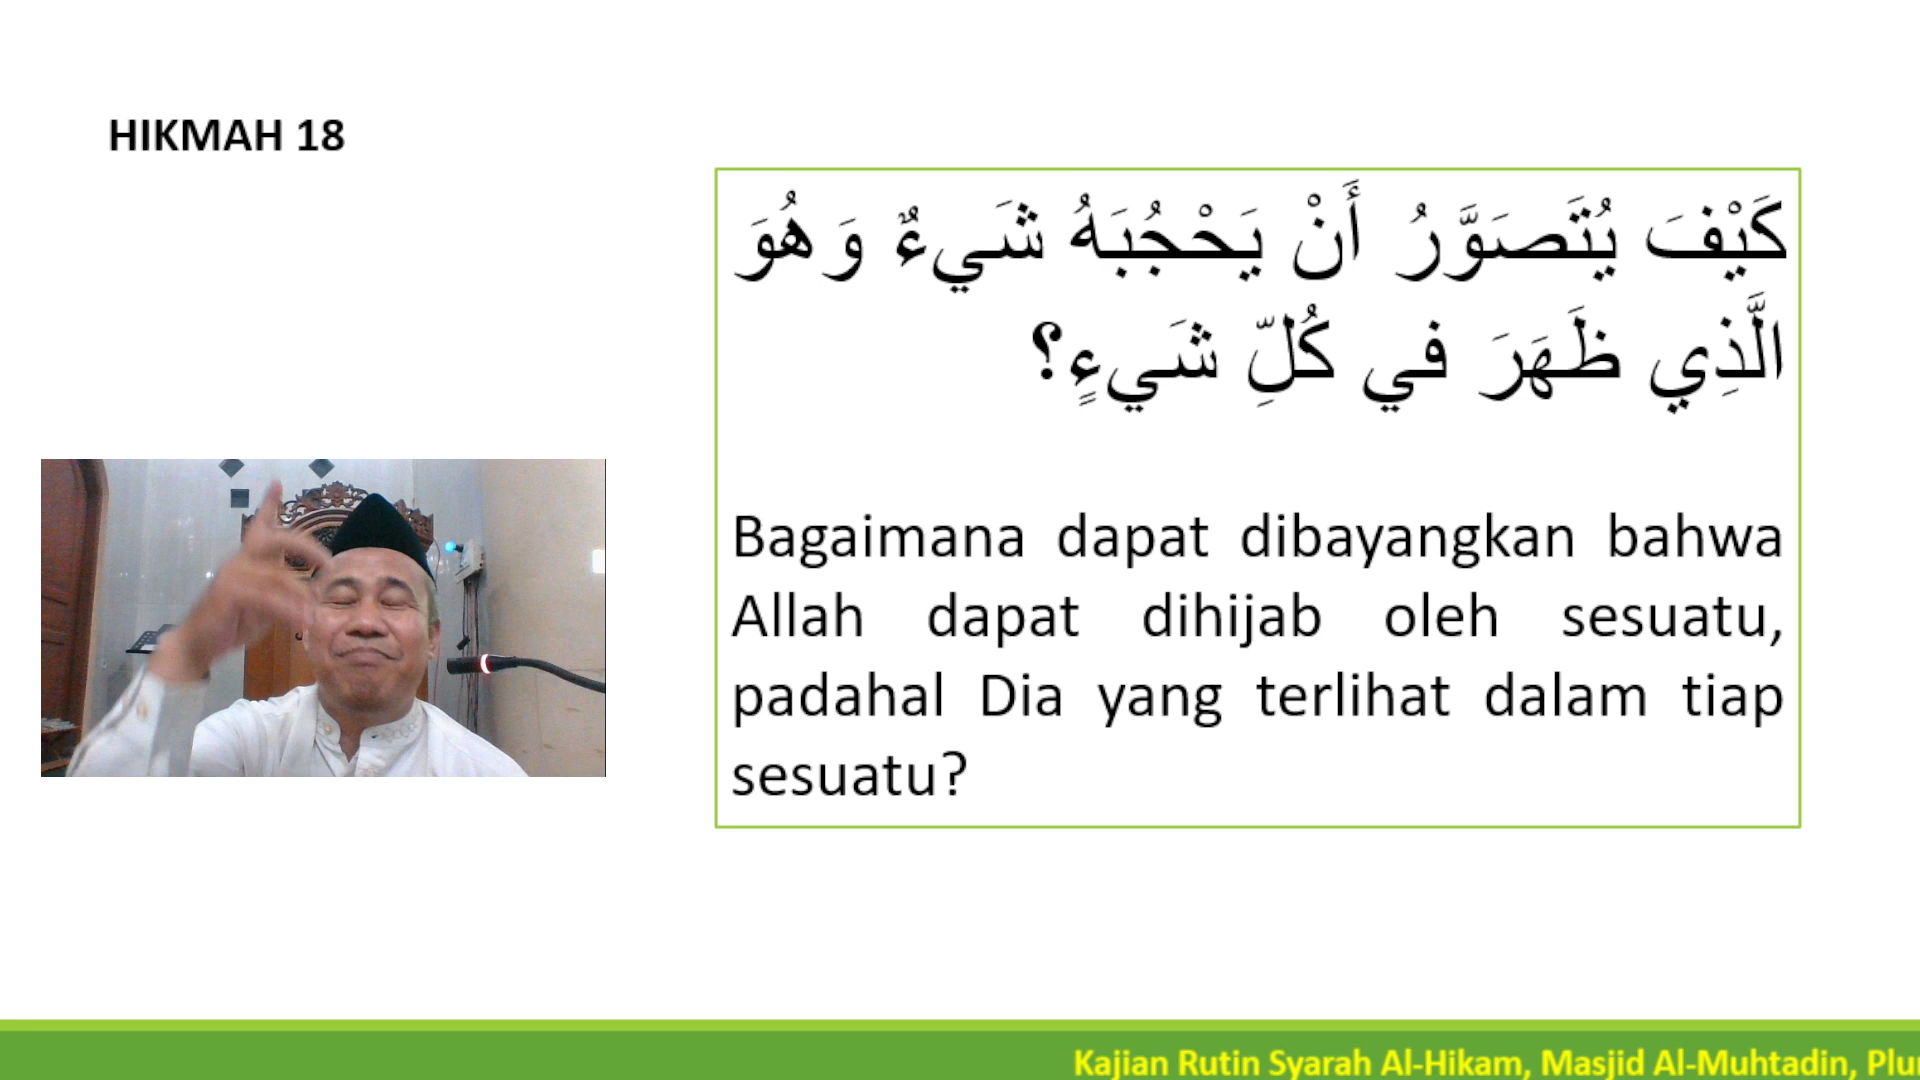 HIKMAH 18
كَيْفَ يُتَصَوَّرُ أَنْ يَحْجُبَهُ شَيءٌ وَهُوَ
الَّذِي ظَهَرَ في كُلِّ شَيءٍ؟
Bagaimana dapat dibayangkan bahwa
Allah dapat dihijab oleh sesuatu,
padahal Dia yang terlihat dalam tiap
sesuatu?
Kajian Rutin Syarah Al-Hikam, Masjid Al-Muhtadin,